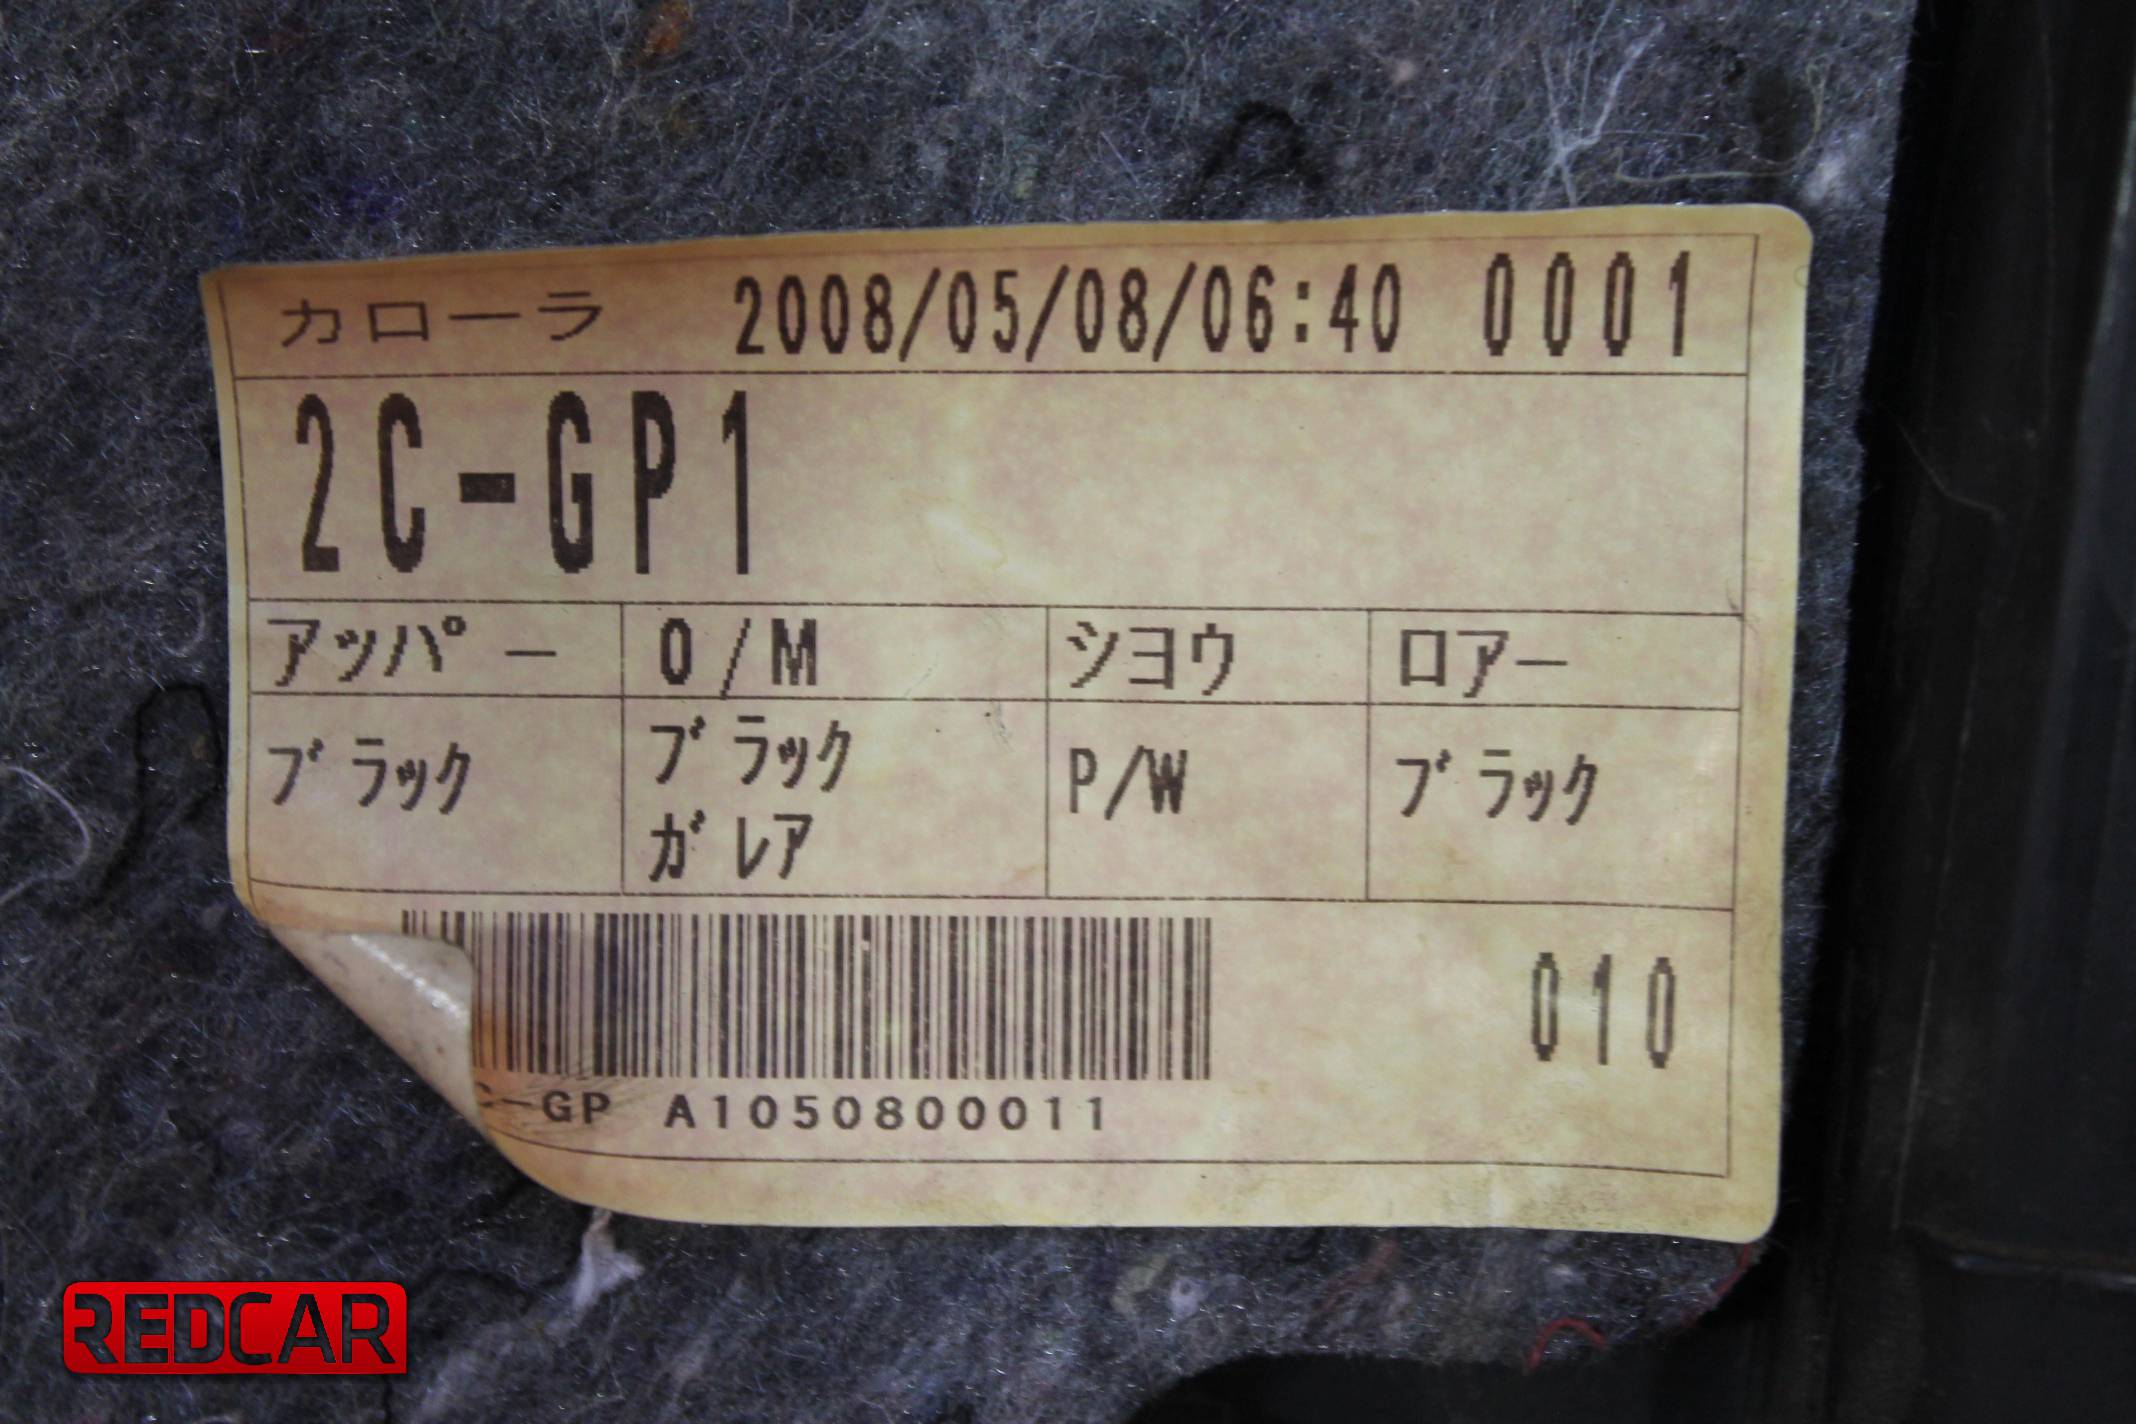 カローラ 2008/05/08/06:40 0001
2C-GP1
アッパー O/M シヨウ ロアー
ブラック ブラック P/W ブラック
ガレア
010
-GP A1050800011
REDCAR